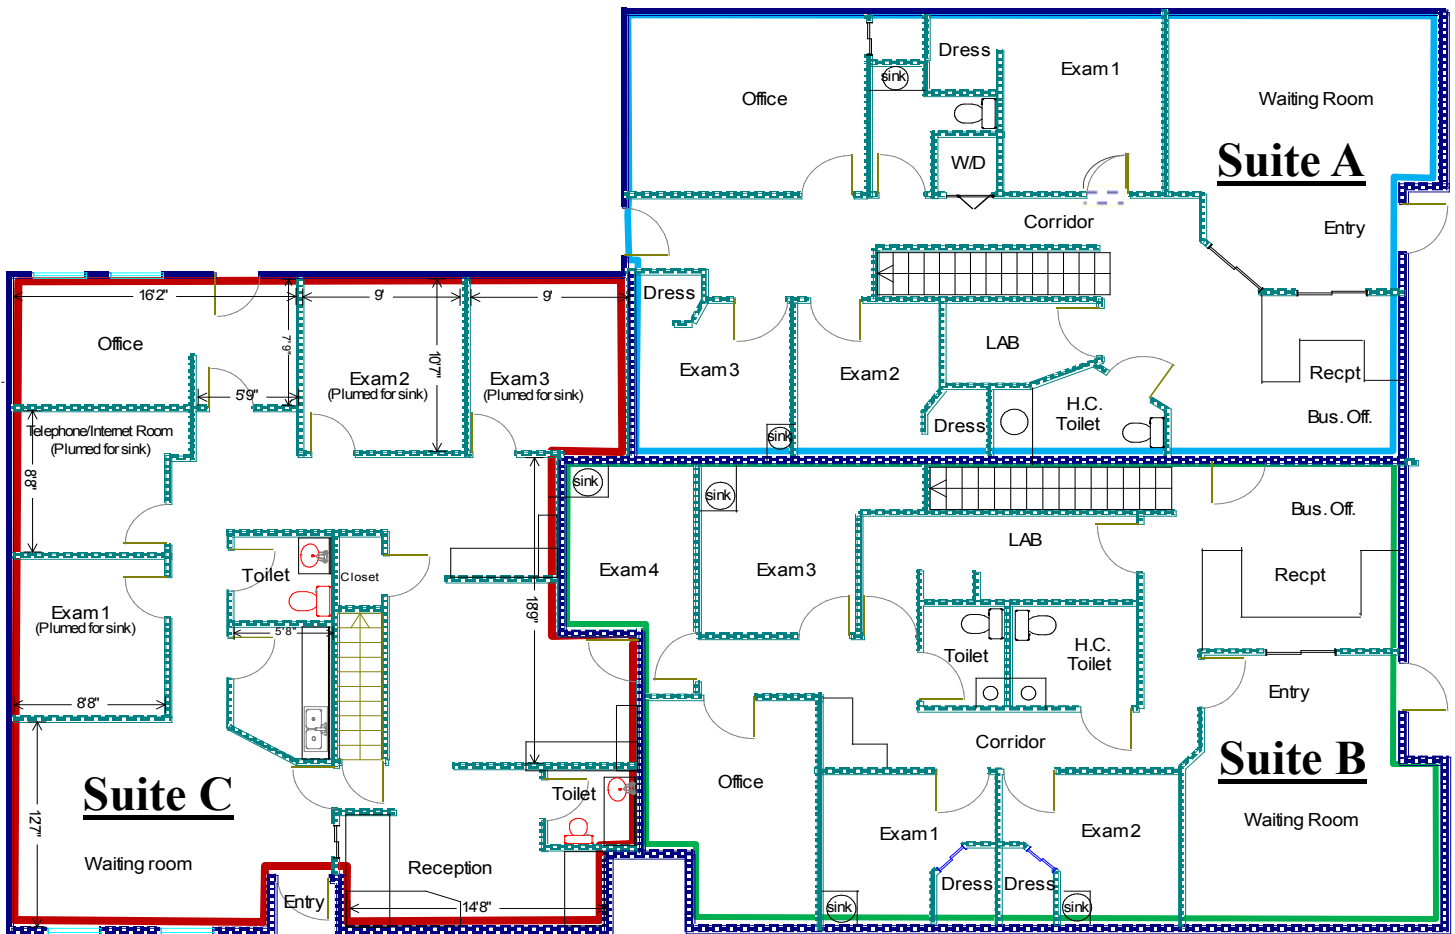 Dress
Exam 1
Office
sink
Waiting Room
W/D
Suite A
Corridor
Entry
Dress
LAB
Exam 3
Exam 2
Recpt
H.C.
Toilet
Bus. Off.
Dress
sink
16'2"
9'
9'
7'9"
10'7"
Office
Exam 2
(Plumed for sink)
Exam 3
(Plumed for sink)
5'9"
Telephone/Internet Room
(Plumed for sink)
8'8"
Toilet
Closet
Exam 1
(Plumed for sink)
5'8"
18'9"
8'8"
Suite C
12'7"
Waiting room
Toilet
Reception
Entry
14'8"
sink
sink
Bus. Off.
LAB
Exam 4
Exam 3
Recpt
Toilet
H.C.
Toilet
Entry
Corridor
Suite B
Office
Exam 1
Exam 2
Waiting Room
Dress
Dress
sink
sink